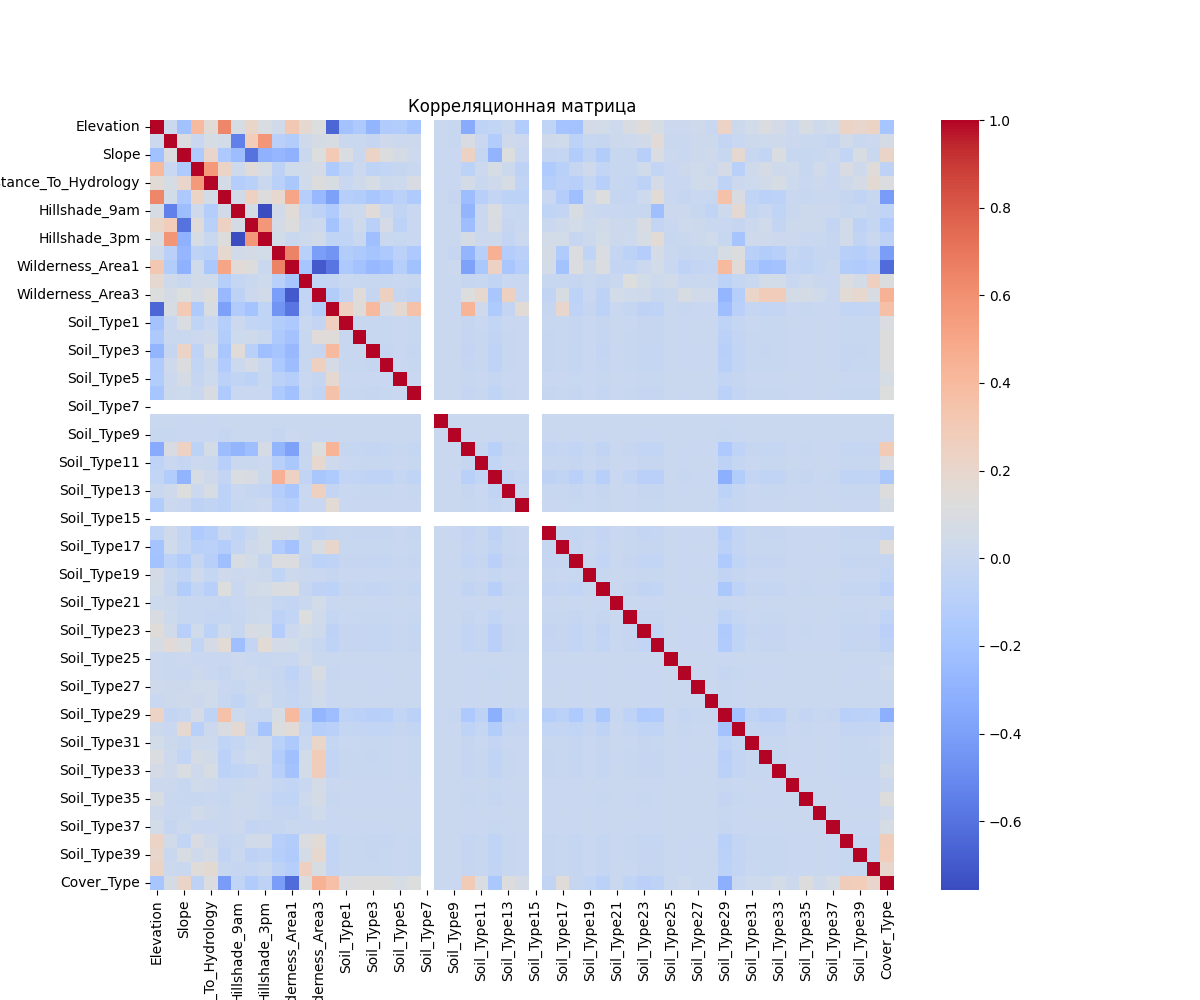 Корреляционная матрица
Elevation
Slope
tance_To_Hydrology
Hillshade_9am
Hillshade_3pm
Wilderness_Area1
Wilderness_Area3
Soil_Type1
Soil_Type3
Soil_Type5
Soil_Type7
Soil_Type9
Soil_Type11
Soil_Type13
Soil_Type15
Soil_Type17
Soil_Type19
Soil_Type21
Soil_Type23
Soil_Type25
Soil_Type27
Soil_Type29
Soil_Type31
Soil_Type33
Soil_Type35
Soil_Type37
Soil_Type39
Cover_Type
Elevation
Slope
_To_Hydrology
Hillshade_9am
Hillshade_3pm
derness_Area1
derness_Area3
Soil_Type1
Soil_Type3
Soil_Type5
Soil_Type7
Soil_Type9
Soil_Type11
Soil_Type13
Soil_Type15
Soil_Type17
Soil_Type19
Soil_Type21
Soil_Type23
Soil_Type25
Soil_Type27
Soil_Type29
Soil_Type31
Soil_Type33
Soil_Type35
Soil_Type37
Soil_Type39
Cover_Type
1.0
0.8
0.6
0.4
0.2
0.0
−0.2
−0.4
−0.6